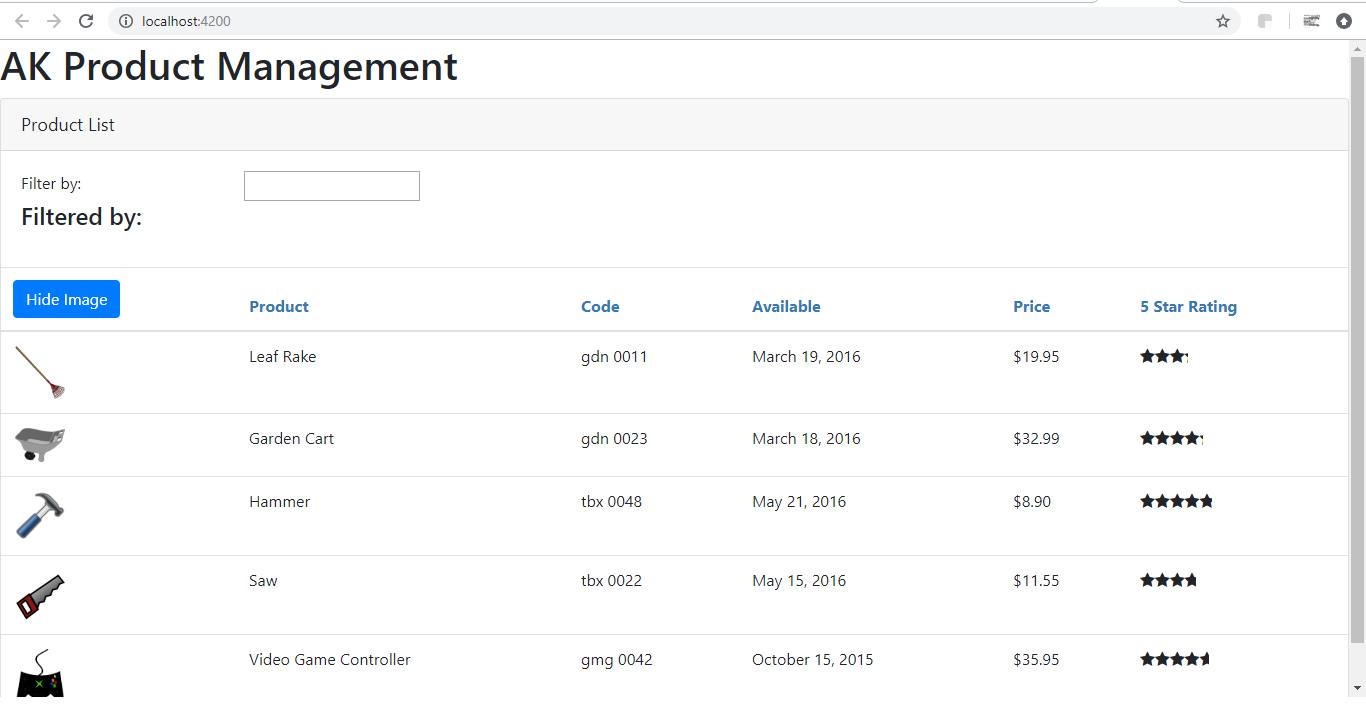 localhost:4200
AK Product Management
Product List
Filter by:
Filtered by:
Hide Image Product Code Available Price 5 Star Rating
Leaf Rake gdn 0011 March 19, 2016 $19.95
Garden Cart gdn 0023 March 18, 2016 $32.99
Hammer tbx 0048 May 21, 2016 $8.90
Saw tbx 0022 May 15, 2016 $11.55
Video Game Controller gmg 0042 October 15, 2015 $35.95